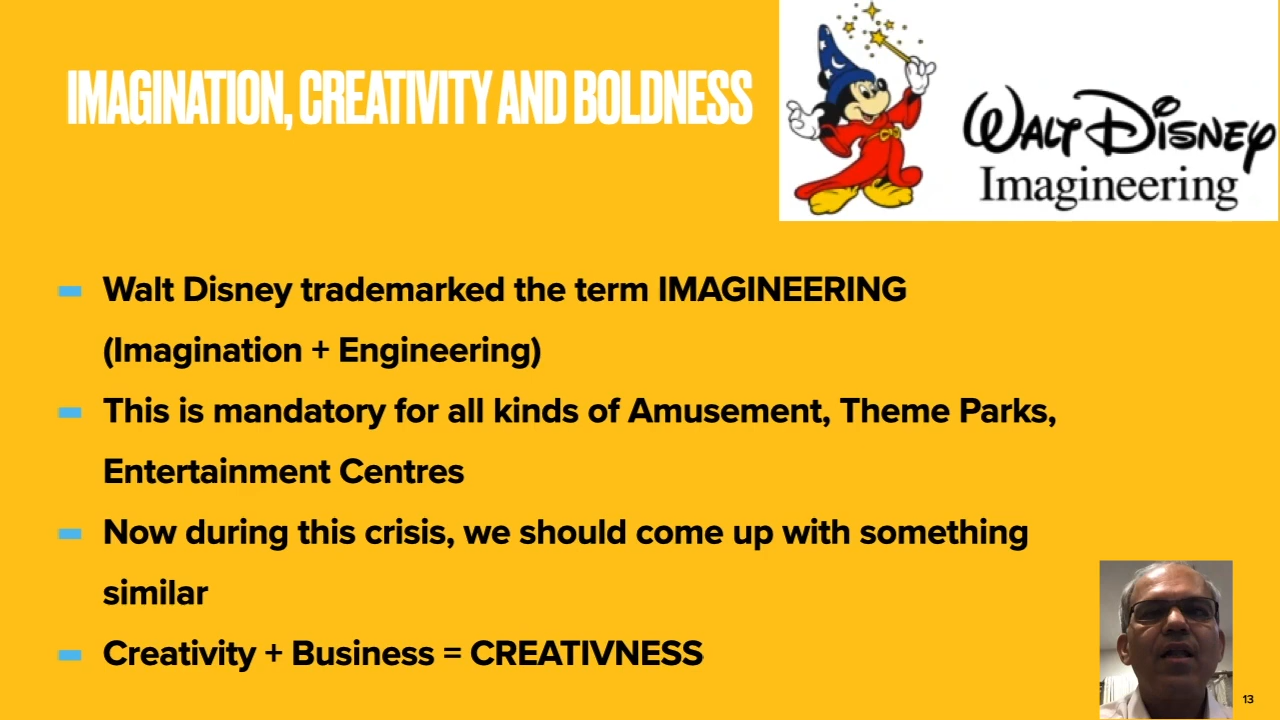 IMAGINATION, CREATIVITY AND BOLDNESS
WALT DISNEY
Imagineering
Walt Disney trademarked the term IMAGINEERING
(Imagination + Engineering)
This is mandatory for all kinds of Amusement, Theme Parks,
Entertainment Centres
Now during this crisis, we should come up with something
similar
Creativity + Business = CREATIVNESS
13